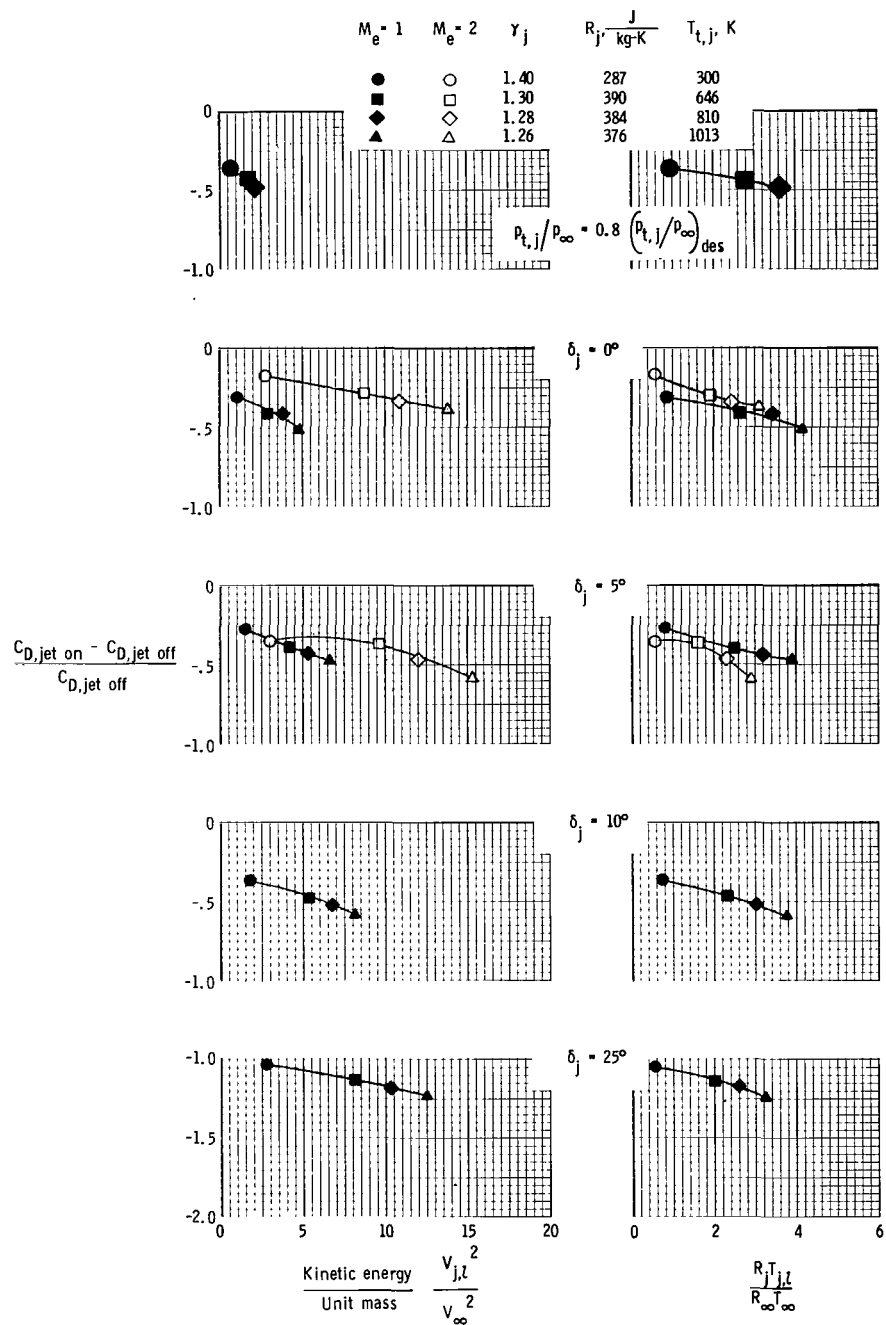 M_e = 1 M_e = 2 γ_j R_j, J/kg-K T_t,j, K
1.40 287 300
1.30 390 646
1.28 384 810
1.26 376 1013
0
-.5
-1.0
p_t,j/p_∞ = 0.8 (p_t,j/p_∞)_des
0
-.5
-1.0
δ_j = 0°
0
-.5
-1.0
δ_j = 5°
C_D,jet on - C_D,jet off
C_D,jet off
0
-.5
-1.0
δ_j = 10°
-1.0
-1.5
-2.0
δ_j = 25°
0 5 10 15 20
0 2 4 6
Kinetic energy V_j,l^2
Unit mass V_∞^2
R_jT_j,l
R_∞T_∞